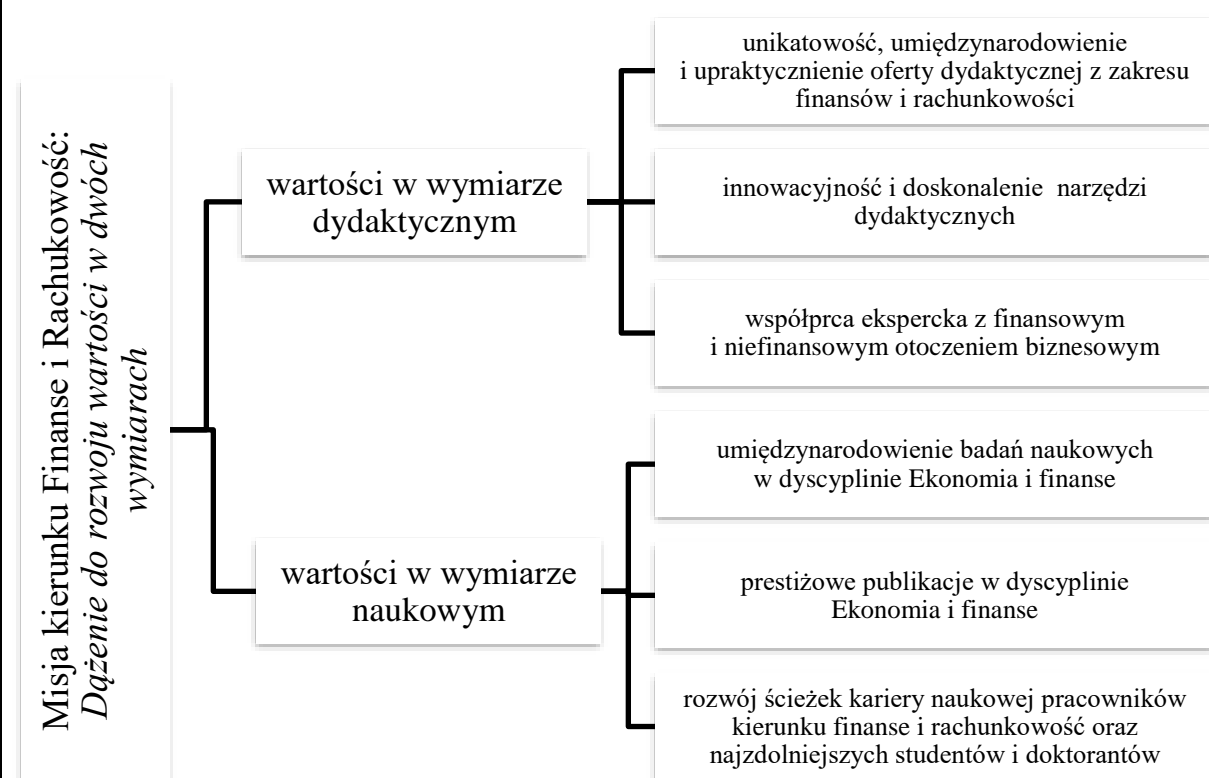 Misja kierunku Finanse i Rachukowość:
Dążenie do rozwoju wartości w dwóch
wymiarach
wartości w wymiarze
dydaktycznym
unikatowość, umiędzynarodowienie
i upraktycznienie oferty dydaktycznej z zakresu
finansów i rachunkowości
innowacyjność i doskonalenie narzędzi
dydaktycznych
współprca ekspercka z finansowym
i niefinansowym otoczeniem biznesowym
wartości w wymiarze
naukowym
umiędzynarodowienie badań naukowych
w dyscyplinie Ekonomia i finanse
prestiżowe publikacje w dyscyplinie
Ekonomia i finanse
rozwój ścieżek kariery naukowej pracowników
kierunku finanse i rachunkowość oraz
najzdolniejszych studentów i doktorantów